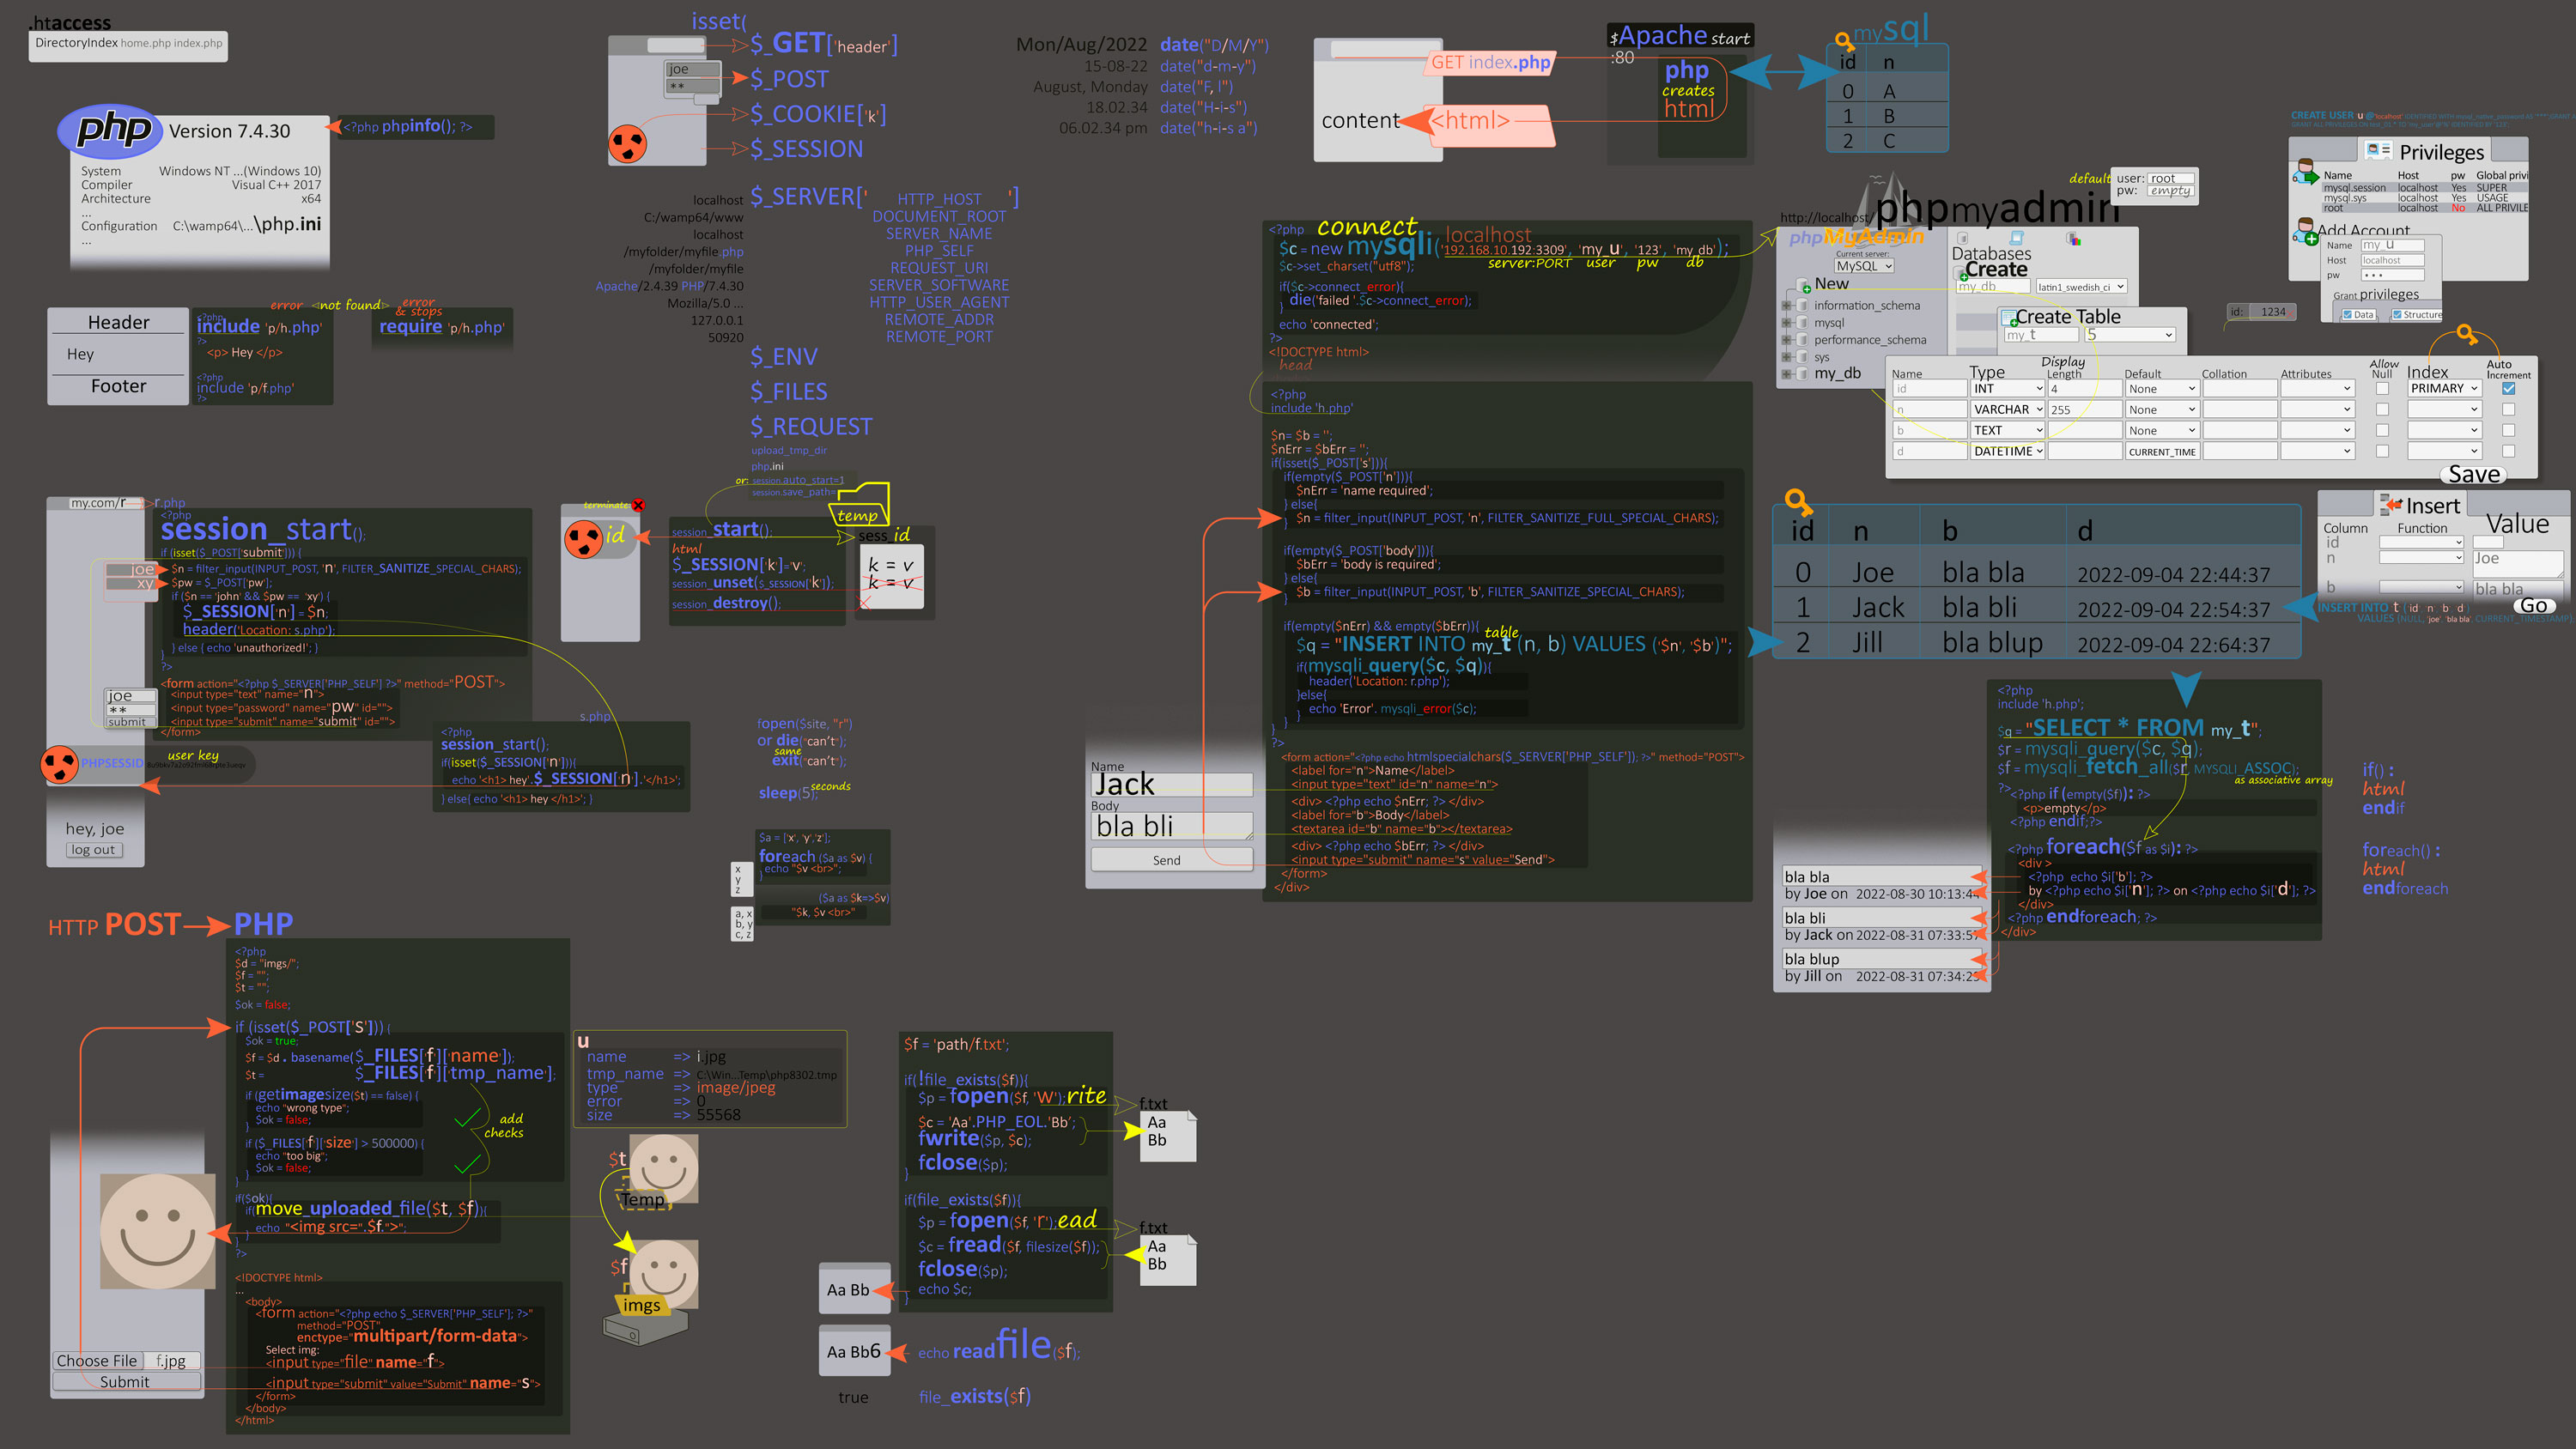 .htaccess
DirectoryIndex home.php index.php
php Version 7.4.30
<?php phpinfo(); ?>
System Windows NT ...(Windows 10)
Compiler Visual C++ 2017
Architecture x64
...
Configuration C:\wamp64\...\php.ini
...
Header
Hey
Footer
error <not found> error & stops
<?php
include 'p/h.php'
?>
<p> Hey </p>
<?php
include 'p/f.php'
?>
require 'p/h.php'
isset(
$_GET['header']
joe
**
$_POST
$_COOKIE['k']
$_SESSION
$_SERVER[' ']
localhost HTTP_HOST
C:/wamp64/www DOCUMENT_ROOT
localhost SERVER_NAME
/myfolder/myfile.php PHP_SELF
/myfolder/myfile REQUEST_URI
Apache/2.4.39 PHP/7.4.30 SERVER_SOFTWARE
Mozilla/5.0 ... HTTP_USER_AGENT
127.0.0.1 REMOTE_ADDR
50920 REMOTE_PORT
$_ENV
$_FILES
$_REQUEST
upload_tmp_dir
php.ini
or: session.auto_start=1
session.save_path=
temp
Mon/Aug/2022 date("D/M/Y")
15-08-22 date("d-m-y")
August, Monday date("F, l")
18.02.34 date("H-i-s")
06.02.34 pm date("h-i-s a")
GET index.php
content
<html>
$Apache start
:80
php
creates
html
mysql
id n
0 A
1 B
2 C
my.com/r
r.php
<?php
session_start();
if (isset($_POST['submit'])) {
joe
$n = filter_input(INPUT_POST, 'n', FILTER_SANITIZE_SPECIAL_CHARS);
xy
$pw = $_POST['pw'];
if ($n == 'john' && $pw == 'xy') {
$_SESSION['n'] = $n;
header('Location: s.php');
} else { echo 'unauthorized!'; }
}
?>
<form action="<?php $_SERVER['PHP_SELF'] ?>" method="POST">
<input type="text" name="n">
<input type="password" name="pw" id="">
<input type="submit" name="submit" id="">
</form>
joe
**
submit
user key
PHPSESSID
hey, joe
log out
s.php
<?php
session_start();
if(isset($_SESSION['n'])){
echo '<h1> hey'.$_SESSION['n'].'</h1>';
} else{ echo '<h1> hey </h1>'; }
terminate:
id
session_start();
html
$_SESSION['k']='v';
session_unset($_SESSION['k']);
session_destroy();
sess_id
k = v
k = v
fopen($site, "r")
or die("can't");
same
exit("can't");
sleep(5); seconds
$a = ['x', 'y','z'];
foreach ($a as $v) {
echo "$v <br>";
}
x
y
z
($a as $k=>$v)
"$k, $v <br>"
a, x
b, y
c, z
connect
<?php
localhost
$c = new mysqli('192.168.10.192:3309', 'my_u', '123', 'my_db');
server:PORT user pw db
$c->set_charset("utf8");
if($c->connect_error){
die('failed '.$c->connect_error);
}
echo 'connected';
?>
<!DOCTYPE html>
head
<?php
include 'h.php'
$n= $b = '';
$nErr = $bErr = '';
if(isset($_POST['s'])){
if(empty($_POST['n'])){
$nErr = 'name required';
} else{
$n = filter_input(INPUT_POST, 'n', FILTER_SANITIZE_FULL_SPECIAL_CHARS);
}
if(empty($_POST['body'])){
$bErr = 'body is required';
} else{
$b = filter_input(INPUT_POST, 'b', FILTER_SANITIZE_SPECIAL_CHARS);
}
if(empty($nErr) && empty($bErr)){
table
$q = "INSERT INTO my_t (n, b) VALUES ('$n', '$b')";
if(mysqli_query($c, $q)){
header('Location: r.php');
}else{
echo 'Error'. mysqli_error($c);
}
}
}
?>
<form action="<?php echo htmlspecialchars($_SERVER['PHP_SELF']); ?>" method="POST">
<label for="n">Name</label>
<input type="text" id="n" name="n">
<div> <?php echo $nErr; ?> </div>
<label for="b">Body</label>
<textarea id="b" name="b"></textarea>
<div> <?php echo $bErr; ?> </div>
<input type="submit" name="s" value="Send">
</form>
</div>
Name
Jack
Body
bla bli
Send
http://localhost/phpmyadmin
default
user: root
pw: empty
phpMyAdmin
Current server:
MySQL
New
information_schema
mysql
performance_schema
sys
my_db
Databases
Create
my_db latin1_swedish_ci
Create Table
my_t 5
Name Type Display Length Default Collation Attributes Allow Null Index Auto Increment
id INT 4 None PRIMARY
n VARCHAR 255 None
b TEXT None
d DATETIME CURRENT_TIME
Save
Privileges
Name Host pw Global privi
mysql.session localhost Yes SUPER
mysql.sys localhost Yes USAGE
root localhost No ALL PRIVILE
Add Account
Name my_u
Host localhost
pw •••
Grant privileges
Data Structure
id: 1234
id n b d
0 Joe bla bla 2022-09-04 22:44:37
1 Jack bla bli 2022-09-04 22:54:37
2 Jill bla blup 2022-09-04 22:64:37
Insert
Column Function Value
id
n Joe
b bla bla
Go
INSERT INTO t (id, n, b, d)
VALUES (NULL, 'joe', 'bla bla', CURRENT_TIMESTAMP);
<?php
include 'h.php';
$q = "SELECT * FROM my_t";
$r = mysqli_query($c, $q);
$f = mysqli_fetch_all($r, MYSQLI_ASSOC);
as associative array
?>
<?php if (empty($f)): ?>
<p>empty</p>
<?php endif;?>
<?php foreach($f as $i): ?>
<div >
<?php echo $i['b']; ?>
by <?php echo $i['n']; ?> on <?php echo $i['d']; ?>
</div>
<?php endforeach; ?>
</div>
bla bla
by Joe on 2022-08-30 10:13:4
bla bli
by Jack on 2022-08-31 07:33:5
bla blup
by Jill on 2022-08-31 07:34:2
if() :
html
endif
foreach() :
html
endforeach
HTTP POST PHP
<?php
$d = "imgs/";
$f = "";
$t = "";
$ok = false;
if (isset($_POST['S'])) {
$ok = true;
$f = $d . basename($_FILES['f']['name']);
$t = $_FILES['f']['tmp_name'];
if (getimagesize($t) == false) {
echo "wrong type";
$ok = false;
}
if ($_FILES['f']['size'] > 500000) {
echo "too big";
$ok = false;
}
}
add
checks
if($ok){
if(move_uploaded_file($t, $f)){
echo "<img src=".$f.">";
}
}
?>
<!DOCTYPE html>
...
<body>
<form action="<?php echo $_SERVER['PHP_SELF']; ?>"
method="POST"
enctype="multipart/form-data">
Select img:
<input type="file" name="f">
<input type="submit" value="Submit" name="s">
</form>
</body>
</html>
Choose File f.jpg
Submit
u
name => i.jpg
tmp_name => C:\Win...Temp\php8302.tmp
type => image/jpeg
error => 0
size => 55568
$t
Temp
$f
imgs
$f = 'path/f.txt';
if(!file_exists($f)){
$p = fopen($f, 'W');rite
$c = 'Aa'.PHP_EOL.'Bb';
fwrite($p, $c);
fclose($p);
}
f.txt
Aa
Bb
if(file_exists($f)){
$p = fopen($f, 'r');ead
$c = fread ($f, filesize($f));
fclose($p);
echo $c;
}
f.txt
Aa
Bb
Aa Bb
Aa Bb6
echo readfile($f);
true
file_exists($f)